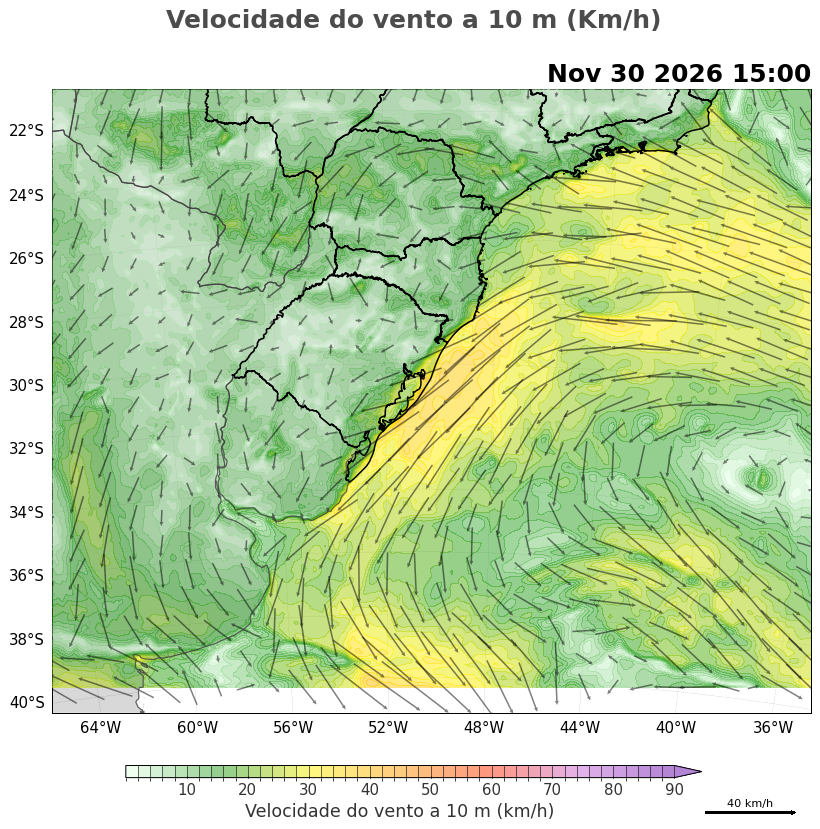 Velocidade do vento a 10 m (Km/h)
Nov 30 2026 15:00
22°S
24°S
26°S
28°S
30°S
32°S
34°S
36°S
38°S
40°S
64°W 60°W 56°W 52°W 48°W 44°W 40°W 36°W
10 20 30 40 50 60 70 80 90
Velocidade do vento a 10 m (km/h)
40 km/h